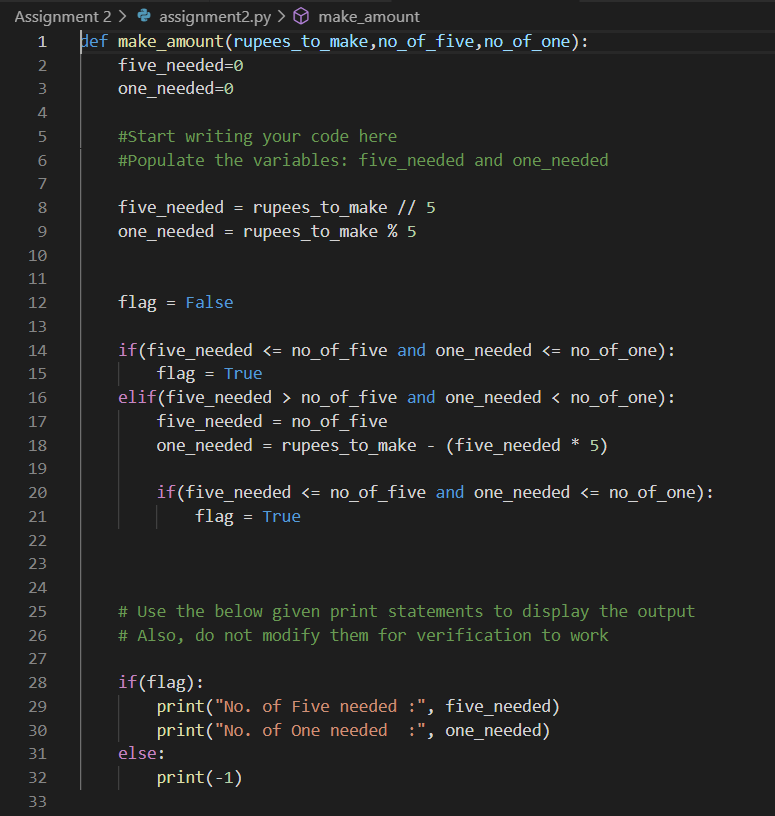 Assignment 2 > assignment2.py > make_amount
1 def make_amount(rupees_to_make,no_of_five,no_of_one):
2     five_needed=0
3     one_needed=0
4
5     #Start writing your code here
6     #Populate the variables: five_needed and one_needed
7
8     five_needed = rupees_to_make // 5
9     one_needed = rupees_to_make % 5
10
11
12     flag = False
13
14     if(five_needed <= no_of_five and one_needed <= no_of_one):
15         flag = True
16     elif(five_needed > no_of_five and one_needed < no_of_one):
17         five_needed = no_of_five
18         one_needed = rupees_to_make - (five_needed * 5)
19
20         if(five_needed <= no_of_five and one_needed <= no_of_one):
21             flag = True
22
23
24
25     # Use the below given print statements to display the output
26     # Also, do not modify them for verification to work
27
28     if(flag):
29         print("No. of Five needed :", five_needed)
30         print("No. of One needed  :", one_needed)
31     else:
32         print(-1)
33